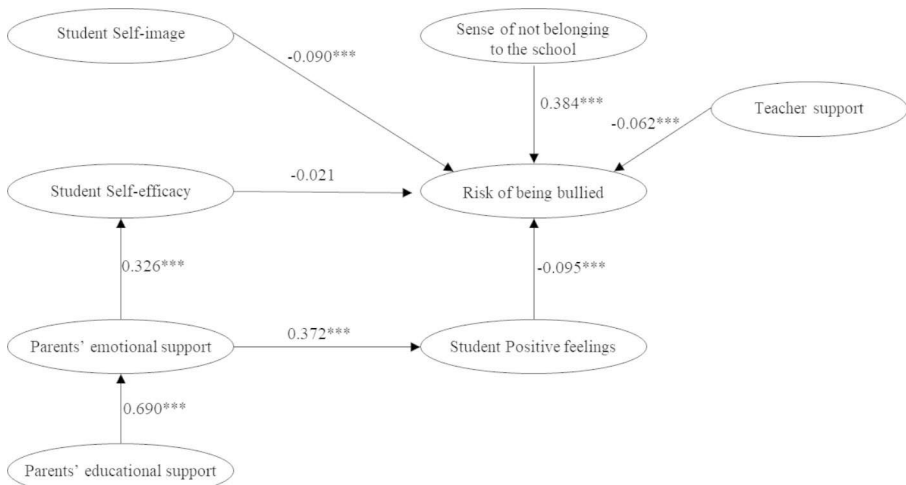 Student Self-image
Sense of not belonging
to the school
-0.090***
0.384***
-0.062***
Teacher support
Student Self-efficacy
-0.021
Risk of being bullied
0.326***
-0.095***
Parents’ emotional support
0.372***
Student Positive feelings
0.690***
Parents’ educational support